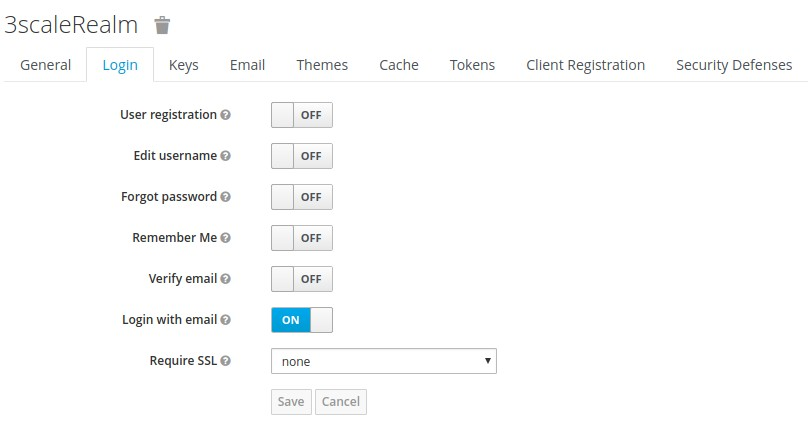 3scaleRealm
General Login Keys Email Themes Cache Tokens Client Registration Security Defenses
User registration ? OFF
Edit username ? OFF
Forgot password ? OFF
Remember Me ? OFF
Verify email ? OFF
Login with email ? ON
Require SSL ? none
Save Cancel